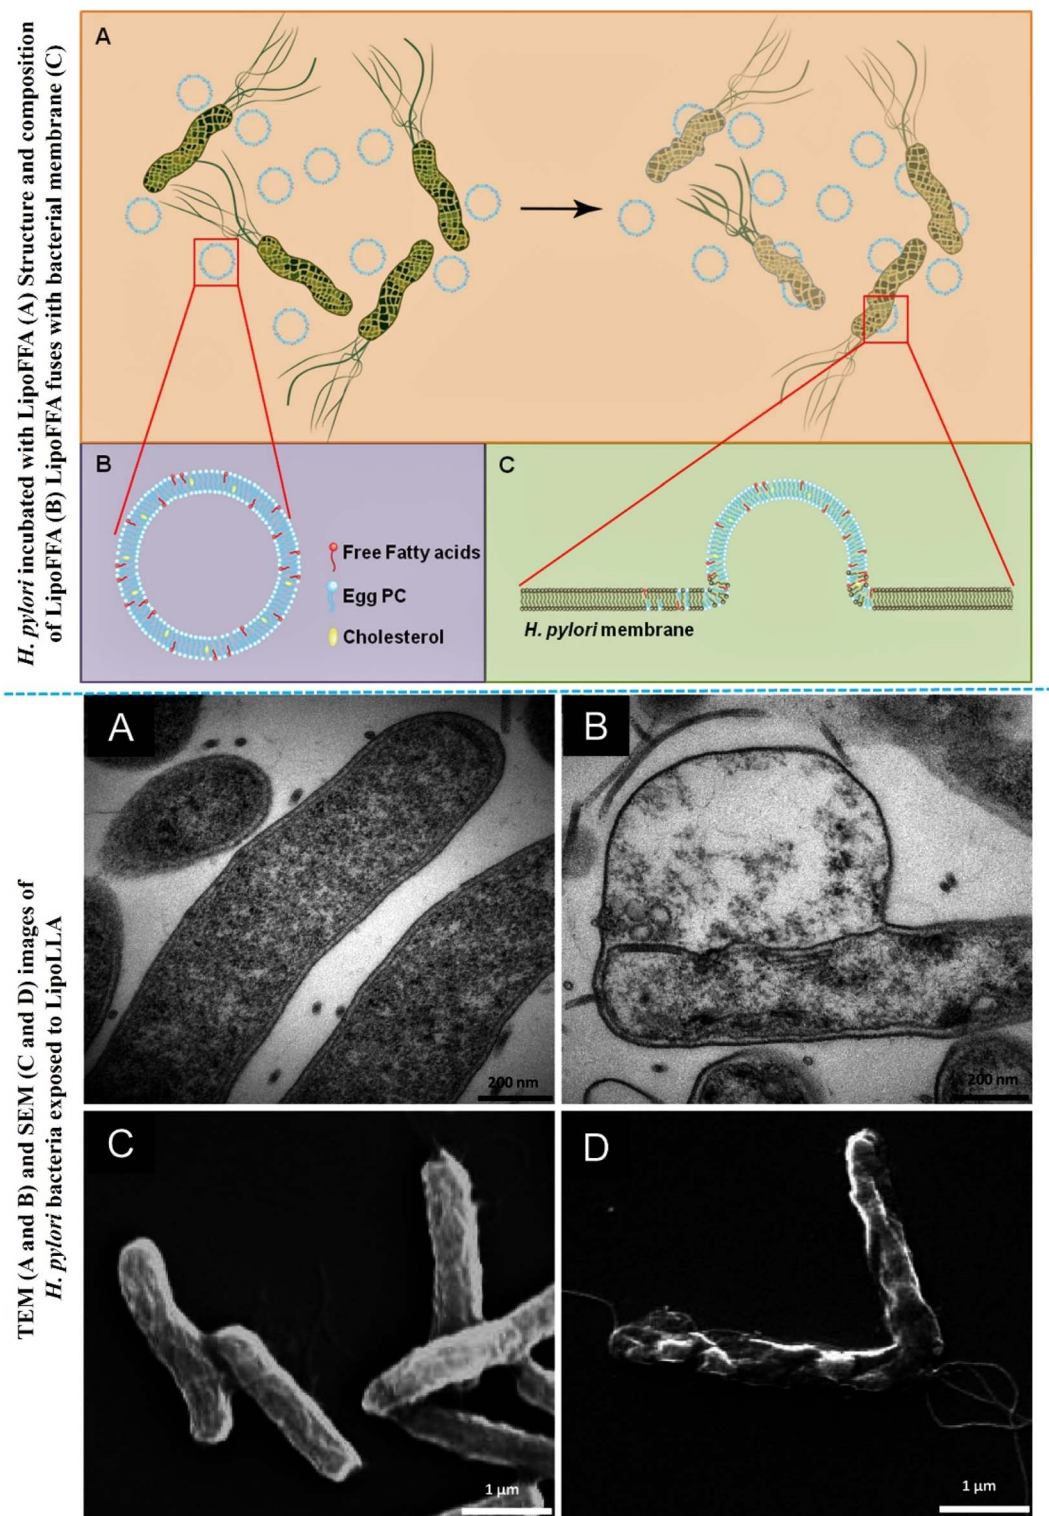 H. pylori incubated with LipoFFA (A) Structure and composition
of LipoFFA (B) LipoFFA fuses with bacterial membrane (C)
A
B
Free Fatty acids
Egg PC
Cholesterol
C
H. pylori membrane
TEM (A and B) and SEM (C and D) images of
H. pylori bacteria exposed to LipoLLA
A
200 nm
B
200 nm
C
1 µm
D
1 µm